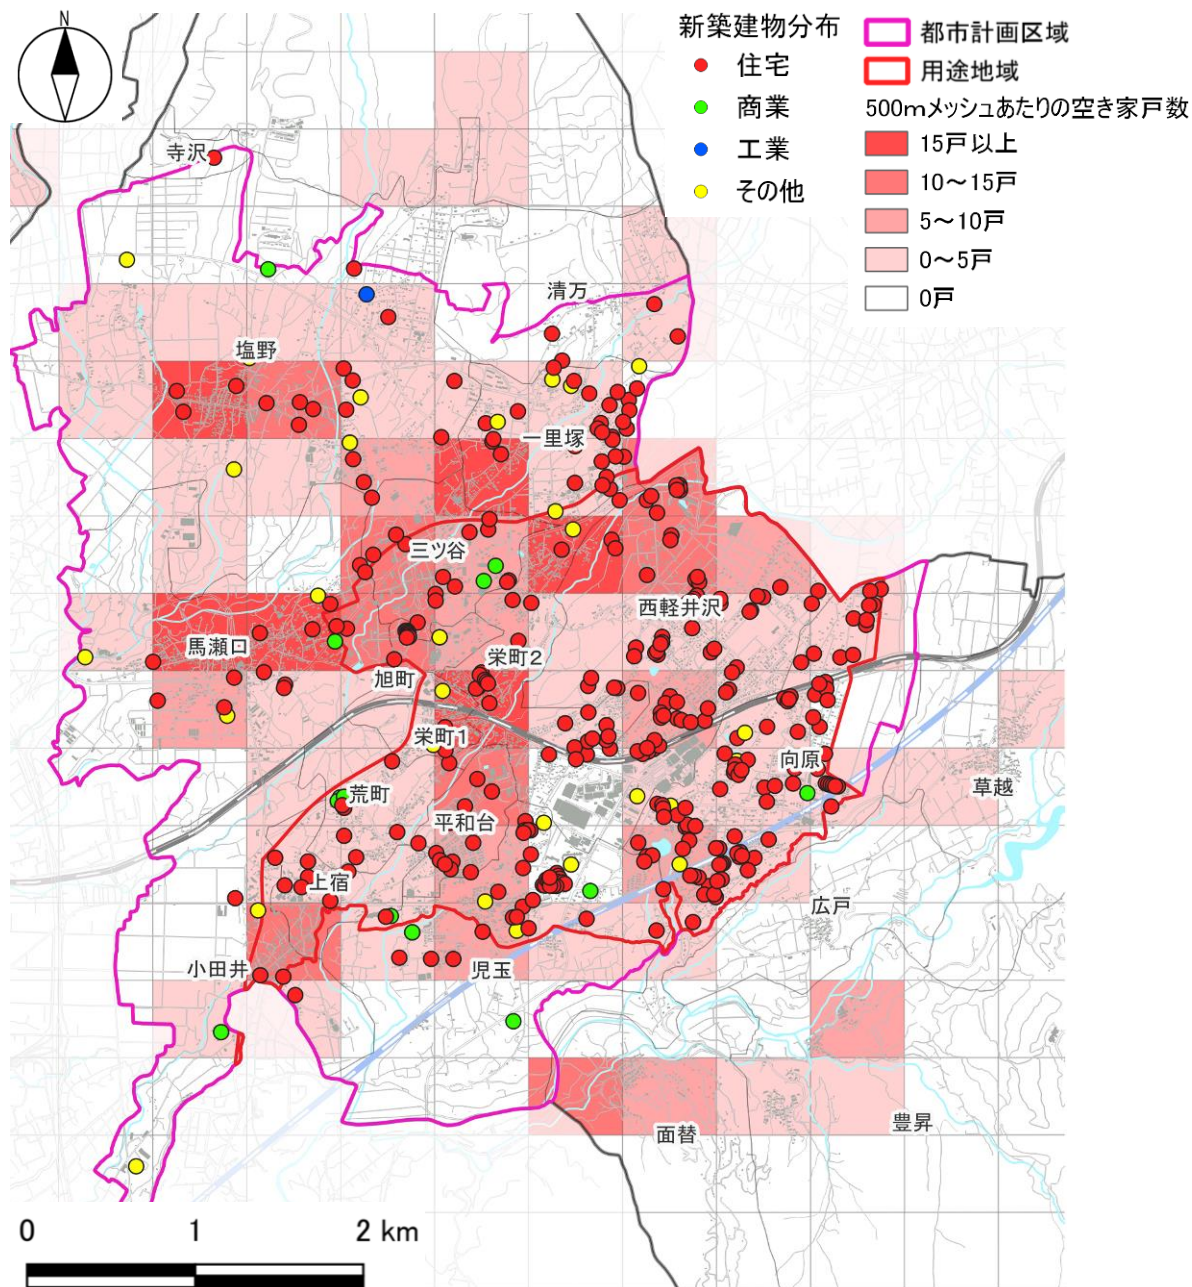 N
新築建物分布
住宅
商業
工業
その他
都市計画区域
用途地域
500mメッシュあたりの空き家戸数
15戸以上
10～15戸
5～10戸
0～5戸
0戸
寺沢
清万
塩野
一里塚
三ツ谷
西軽井沢
馬瀬口
栄町2
旭町
栄町1
向原
草越
荒町
平和台
上宿
広戸
小田井
児玉
豊昇
面替
0 1 2 km